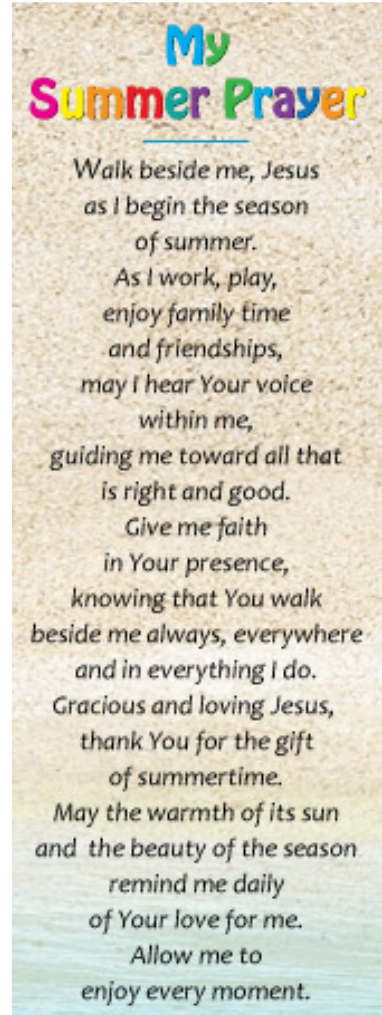 My
Summer Prayer
Walk beside me, Jesus
as I begin the season
of summer.
As I work, play,
enjoy family time
and friendships,
may I hear Your voice
within me,
guiding me toward all that
is right and good.
Give me faith
in Your presence,
knowing that You walk
beside me always, everywhere
and in everything I do.
Gracious and loving Jesus,
thank You for the gift
of summertime.
May the warmth of its sun
and the beauty of the season
remind me daily
of Your love for me.
Allow me to
enjoy every moment.